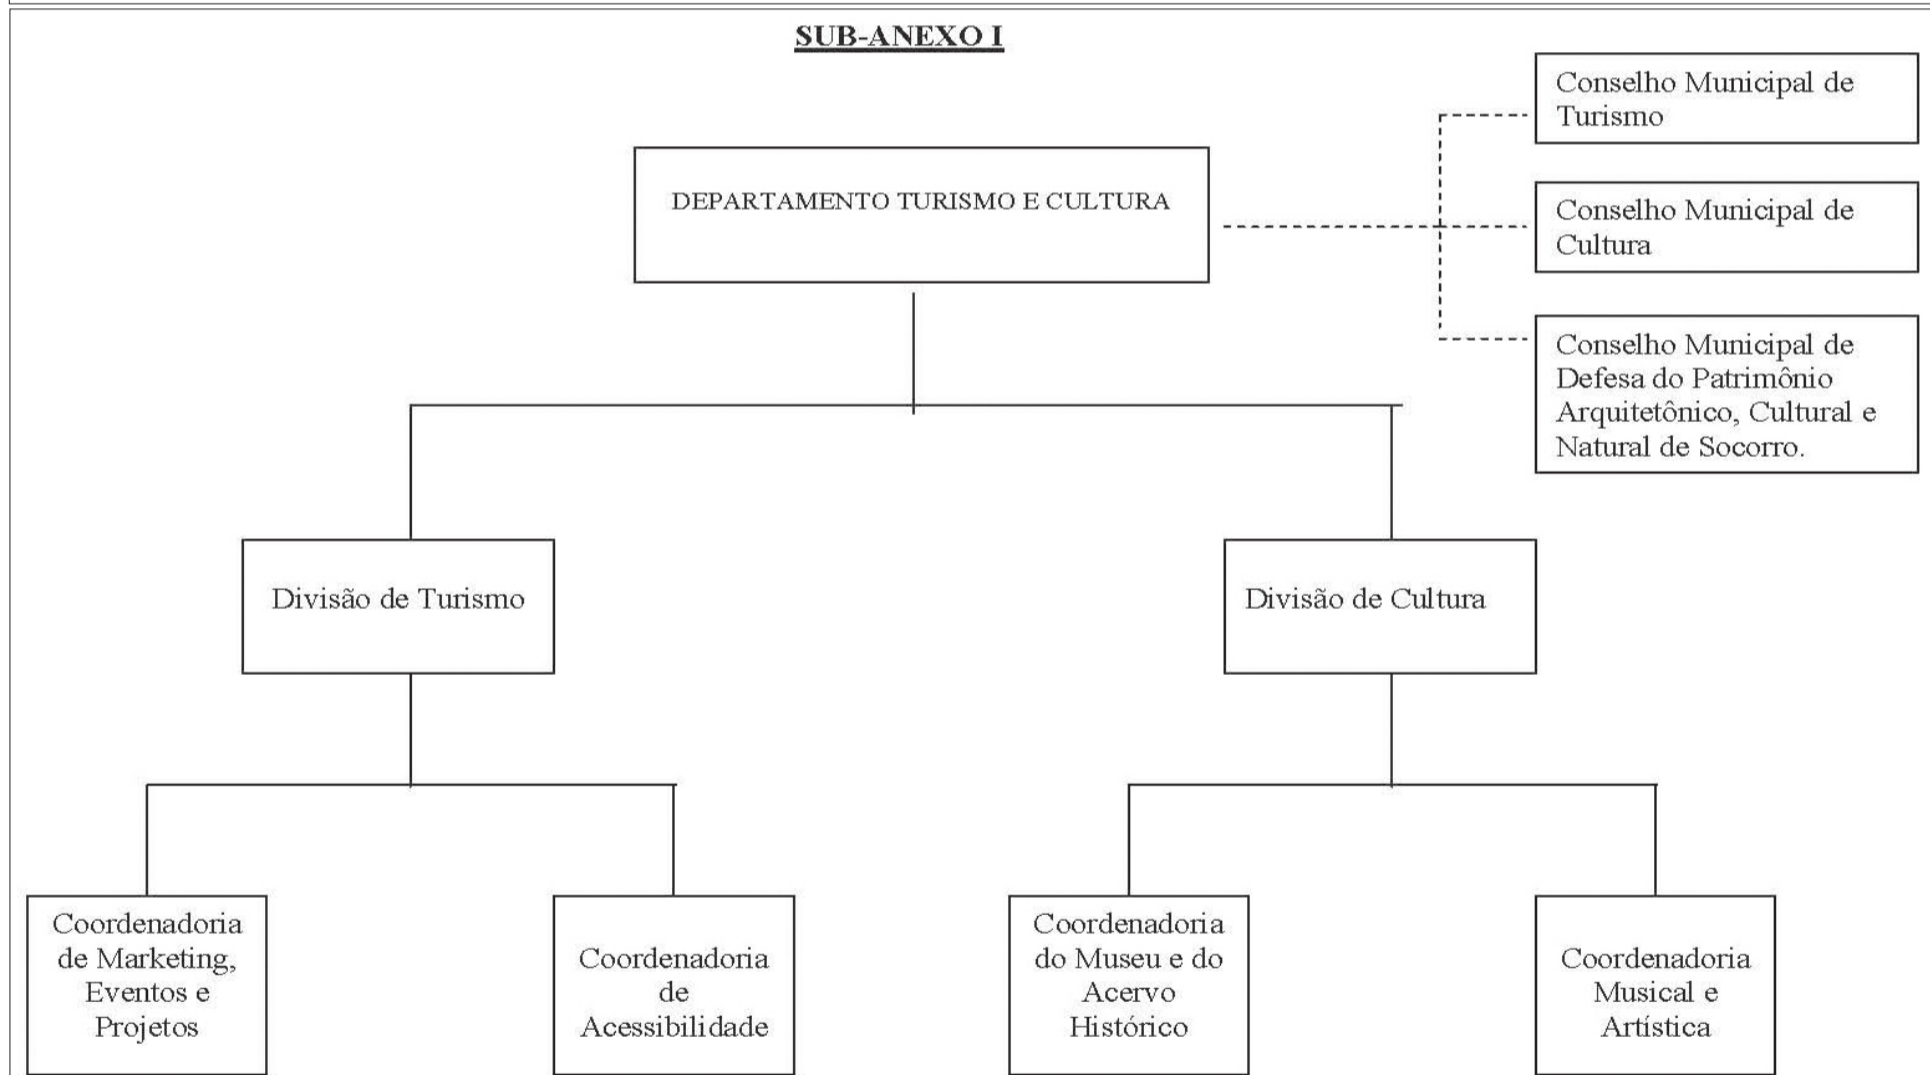 SUB-ANEXO I
Conselho Municipal de
Turismo
DEPARTAMENTO TURISMO E CULTURA
Conselho Municipal de
Cultura
Conselho Municipal de
Defesa do Patrimônio
Arquitetônico, Cultural e
Natural de Socorro.
Divisão de Turismo
Divisão de Cultura
Coordenadoria
de Marketing,
Eventos e
Projetos
Coordenadoria
de
Acessibilidade
Coordenadoria
do Museu e do
Acervo
Histórico
Coordenadoria
Musical e
Artística